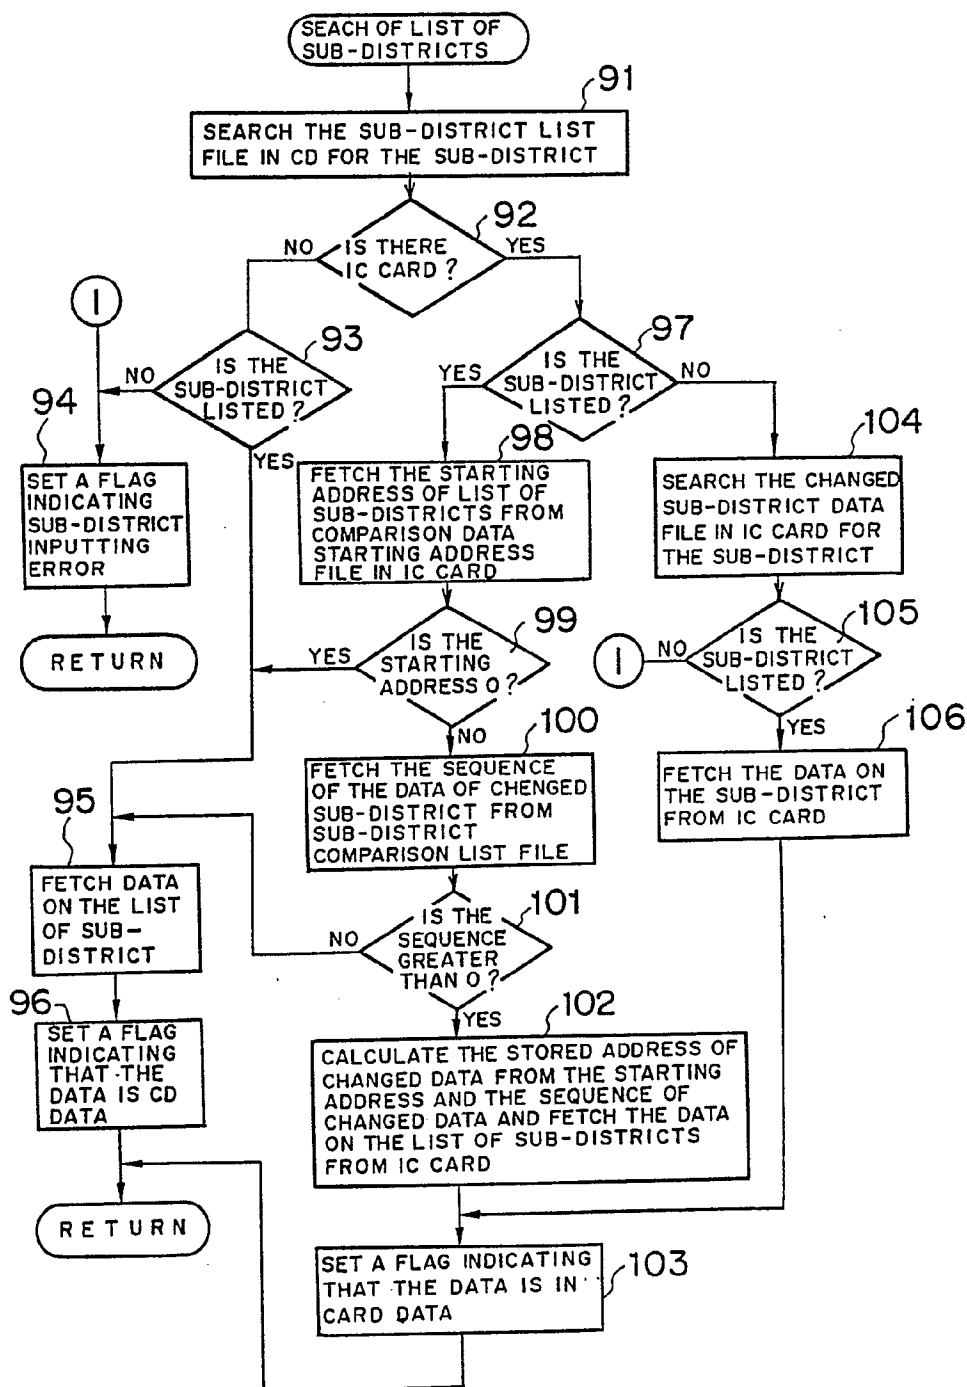 SEACH OF LIST OF
SUB-DISTRICTS
91
SEARCH THE SUB-DISTRICT LIST
FILE IN CD FOR THE SUB-DISTRICT
92
NO
IS THERE
IC CARD?
YES
1
93
NO
IS THE
SUB-DISTRICT
LISTED?
YES
97
YES
IS THE
SUB-DISTRICT
LISTED?
NO
94
SET A FLAG
INDICATING
SUB-DISTRICT
INPUTTING
ERROR
RETURN
98
FETCH THE STARTING
ADDRESS OF LIST OF
SUB-DISTRICTS FROM
COMPARISON DATA
STARTING ADDRESS
FILE IN IC CARD
104
SEARCH THE CHANGED
SUB-DISTRICT DATA
FILE IN IC CARD FOR
THE SUB-DISTRICT
99
YES
IS THE
STARTING
ADDRESS 0?
NO
105
1
NO
IS THE
SUB-DISTRICT
LISTED?
YES
100
FETCH THE SEQUENCE
OF THE DATA OF CHENGED
SUB-DISTRICT FROM
SUB-DISTRICT
COMPARISON LIST FILE
106
FETCH THE DATA ON
THE SUB-DISTRICT
FROM IC CARD
95
FETCH DATA
ON THE LIST
OF SUB-
DISTRICT
101
NO
IS THE
SEQUENCE
GREATER
THAN 0?
YES
96
SET A FLAG
INDICATING
THAT THE
DATA IS CD
DATA
RETURN
102
CALCULATE THE STORED ADDRESS OF
CHANGED DATA FROM THE STARTING
ADDRESS AND THE SEQUENCE OF
CHANGED DATA AND FETCH THE DATA
ON THE LIST OF SUB-DISTRICTS
FROM IC CARD
103
SET A FLAG INDICATING
THAT THE DATA IS IN
CARD DATA